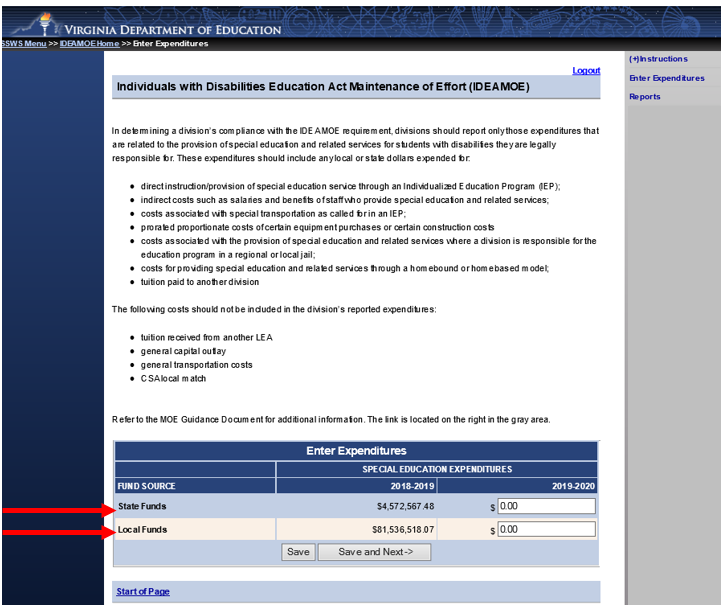 VIRGINIA DEPARTMENT OF EDUCATION
SSWS Menu >> IDEAMOE Home >> Enter Expenditures
(+)Instructions
Enter Expenditures
Reports
Logout
Individuals with Disabilities Education Act Maintenance of Effort (IDEAMOE)
In determining a division's compliance with the IDEA MOE requirement, divisions should report only those expenditures that
are related to the provision of special education and related services for students with disabilities they are legally
responsible for. These expenditures should include any local or state dollars expended for:
● direct instruction/provision of special education service through an Individualized Education Program (IEP);
● indirect costs such as salaries and benefits of staff who provide special education and related services;
● costs associated with special transportation as called for in an IEP;
● prorated proportionate costs of certain equipment purchases or certain construction costs
● costs associated with the provision of special education and related services where a division is responsible for the
education program in a regional or local jail;
● costs for providing special education and related services through a homebound or homebased model;
● tuition paid to another division
The following costs should not be included in the division's reported expenditures:
● tuition received from another LEA
● general capital outlay
● general transportation costs
● CSA local match
Refer to the MOE Guidance Document for additional information. The link is located on the right in the gray area.
Enter Expenditures
SPECIAL EDUCATION EXPENDITURES
FUND SOURCE 2018-2019 2019-2020
State Funds $4,572,567.48 $ 0.00
Local Funds $81,536,518.07 $ 0.00
Save Save and Next->
Start of Page